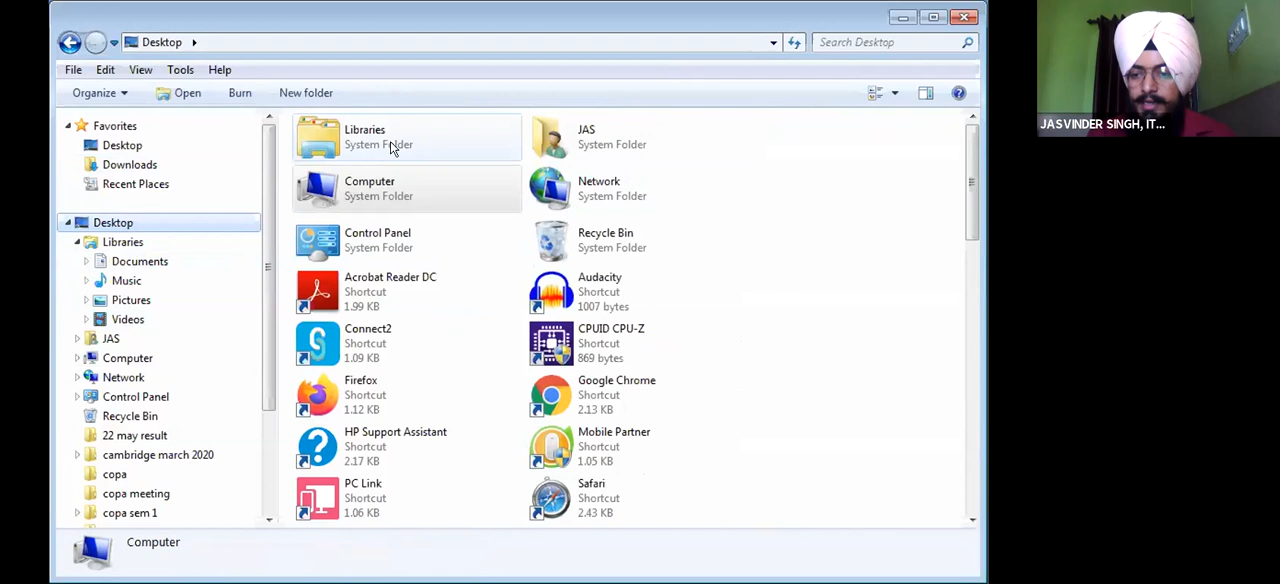 Desktop
Search Desktop
File Edit View Tools Help
Organize Open Burn New folder
Favorites
Desktop
Downloads
Recent Places
Desktop
Libraries
Documents
Music
Pictures
Videos
JAS
Computer
Network
Control Panel
Recycle Bin
22 may result
cambridge march 2020
copa
copa meeting
copa sem 1
Libraries
System Folder
JAS
System Folder
Computer
System Folder
Network
System Folder
Control Panel
System Folder
Recycle Bin
System Folder
Acrobat Reader DC
Shortcut
1.99 KB
Audacity
Shortcut
1007 bytes
Connect2
Shortcut
1.09 KB
CPUID CPU-Z
Shortcut
869 bytes
Firefox
Shortcut
1.12 KB
Google Chrome
Shortcut
2.13 KB
HP Support Assistant
Shortcut
2.17 KB
Mobile Partner
Shortcut
1.05 KB
PC Link
Shortcut
1.06 KB
Safari
Shortcut
2.43 KB
Computer
JASVINDER SINGH, IT...